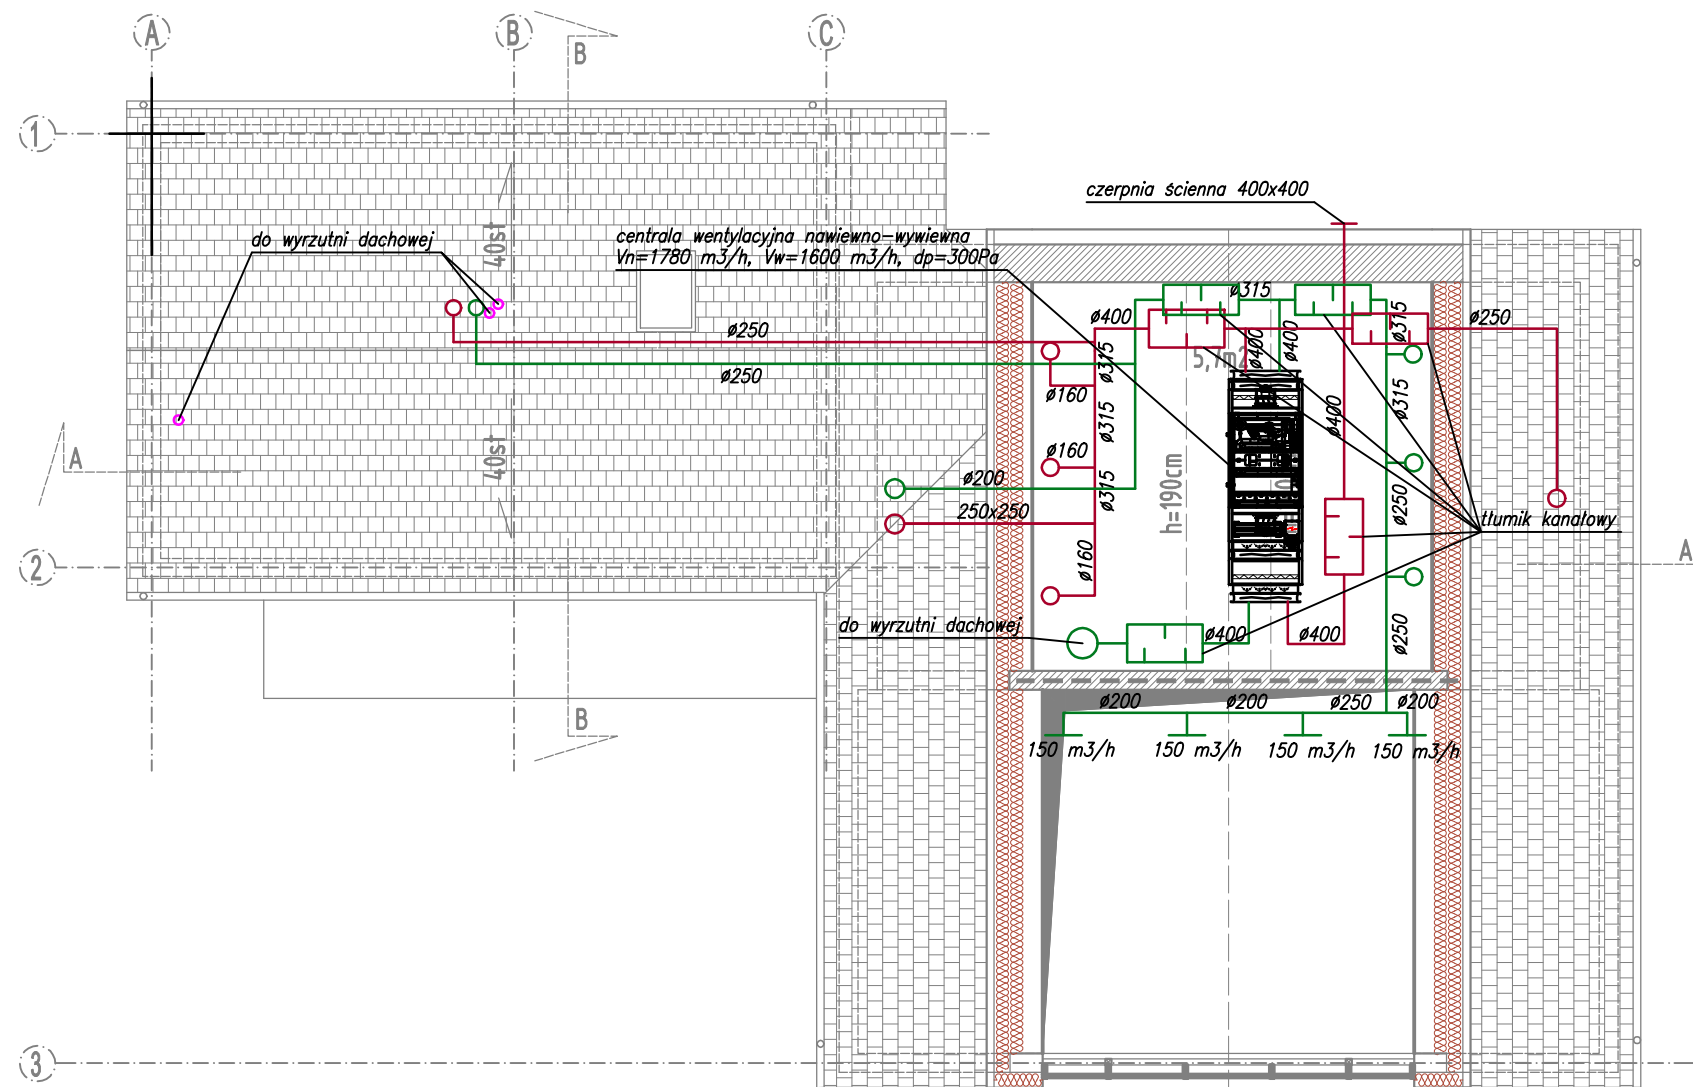 A
B
C
B
1
czerpnia ścienna 400x400
do wyrzutni dachowej
40st
centrala wentylacyjna nawiewno-wywiewna
Vn=1780 m3/h, Vw=1600 m3/h, dp=300Pa
ø315
ø400
ø315
ø250
ø250
ø315
ø400
ø400
5,7m2
ø250
ø160
ø315
ø400
ø315
40st
A
ø160
ø200
ø315
h=190cm
250x250
ø250
tłumik kanałowy
A
2
ø160
do wyrzutni dachowej
ø400
ø400
ø250
ø200
ø200
ø250
ø200
B
150 m3/h
150 m3/h
150 m3/h
150 m3/h
3